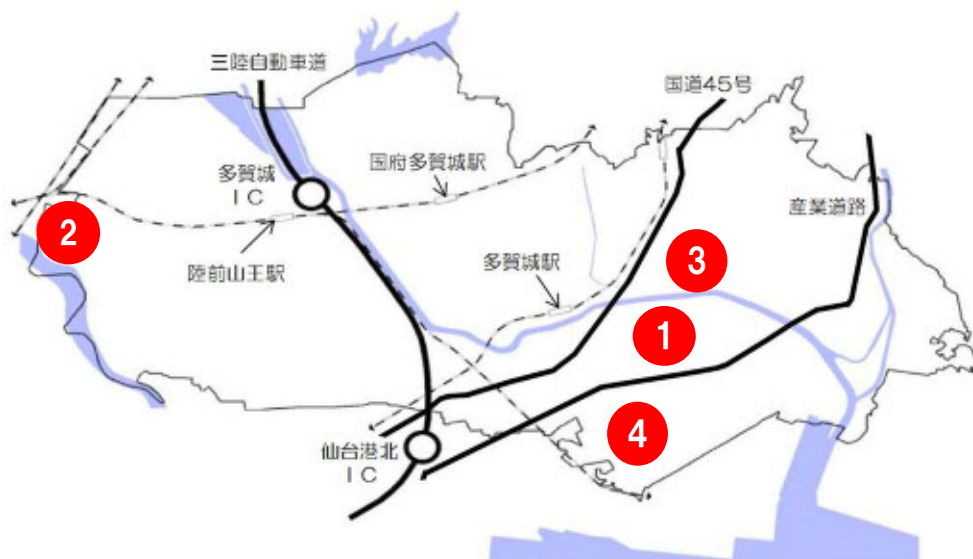 三陸自動車道
国道45号
国府多賀城駅
多賀城
IC
産業道路
2
陸前山王駅
多賀城駅
3
1
4
仙台港北
IC